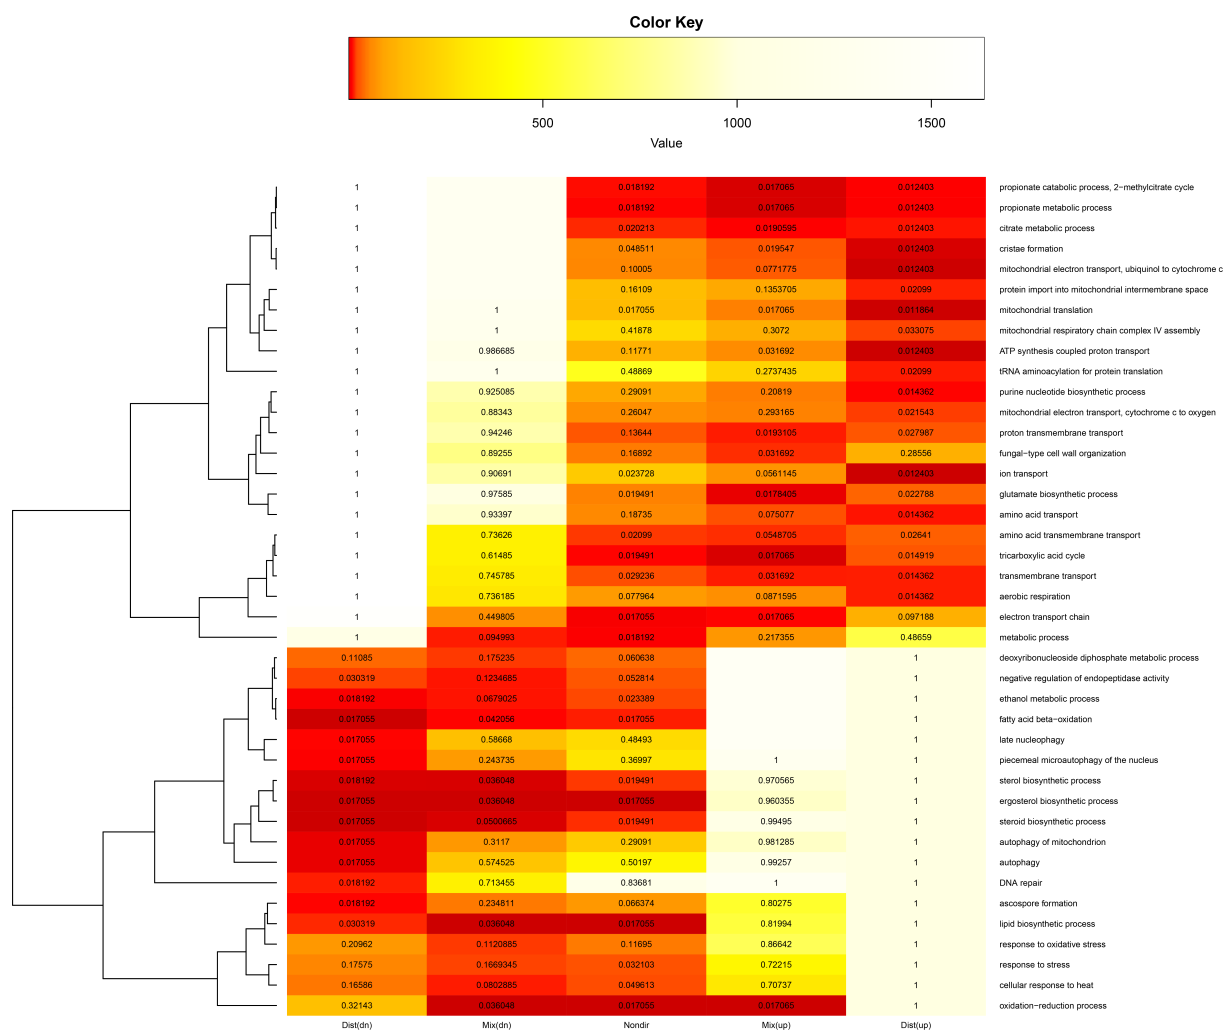 Color Key
500 1000 1500
Value
1 0.018192 0.017065 0.012403 propionate catabolic process, 2−methylcitrate cycle
1 0.018192 0.017065 0.012403 propionate metabolic process
1 0.020213 0.0190595 0.012403 citrate metabolic process
1 0.048511 0.019547 0.012403 cristae formation
1 0.10005 0.0771775 0.012403 mitochondrial electron transport, ubiquinol to cytochrome c
1 0.16109 0.1353705 0.02099 protein import into mitochondrial intermembrane space
1 1 0.017055 0.017065 0.011664 mitochondrial translation
1 1 0.41878 0.3072 0.033075 mitochondrial respiratory chain complex IV assembly
1 0.986685 0.11771 0.031692 0.012403 ATP synthesis coupled proton transport
1 1 0.48869 0.2737435 0.02099 tRNA aminoacylation for protein translation
1 0.925085 0.29091 0.20819 0.014362 purine nucleotide biosynthetic process
1 0.88343 0.26047 0.293165 0.021543 mitochondrial electron transport, cytochrome c to oxygen
1 0.94246 0.13644 0.0193105 0.027987 proton transmembrane transport
1 0.89255 0.16892 0.031692 0.28556 fungal−type cell wall organization
1 0.90691 0.023728 0.0561145 0.012403 ion transport
1 0.97585 0.019491 0.0178405 0.022788 glutamate biosynthetic process
1 0.93397 0.18735 0.075077 0.014362 amino acid transport
1 0.73626 0.02099 0.0548705 0.02641 amino acid transmembrane transport
1 0.61485 0.019491 0.017065 0.014919 tricarboxylic acid cycle
1 0.745785 0.029236 0.031692 0.014362 transmembrane transport
1 0.736185 0.077964 0.0871595 0.014362 aerobic respiration
1 0.449805 0.017055 0.017065 0.097188 electron transport chain
1 0.094993 0.018192 0.217355 0.48659 metabolic process
0.11085 0.175235 0.060638 1 deoxyribonucleoside diphosphate metabolic process
0.030319 0.1234685 0.052814 1 negative regulation of endopeptidase activity
0.018192 0.0679025 0.023389 1 ethanol metabolic process
0.017055 0.042056 0.017055 1 fatty acid beta−oxidation
0.017055 0.58668 0.48493 1 late nucleophagy
0.017055 0.243735 0.36997 1 1 piecemeal microautophagy of the nucleus
0.018192 0.036046 0.019491 0.970565 1 sterol biosynthetic process
0.017055 0.036046 0.017055 0.960355 1 ergosterol biosynthetic process
0.017055 0.0500685 0.019491 0.99495 1 steroid biosynthetic process
0.017055 0.3117 0.29091 0.981285 1 autophagy of mitochondrion
0.017055 0.574525 0.50197 0.99257 1 autophagy
0.018192 0.713455 0.83681 1 1 DNA repair
0.018192 0.234811 0.066374 0.80275 1 ascospore formation
0.030319 0.036046 0.017055 0.81994 1 lipid biosynthetic process
0.20962 0.1120885 0.11695 0.86642 1 response to oxidative stress
0.17575 0.1669345 0.032103 0.72215 1 response to stress
0.16586 0.0802885 0.049613 0.70737 1 cellular response to heat
0.32143 0.036046 0.017055 0.017065 1 oxidation−reduction process
Dist(dn) Mix(dn) Nondir Mix(up) Dist(up)